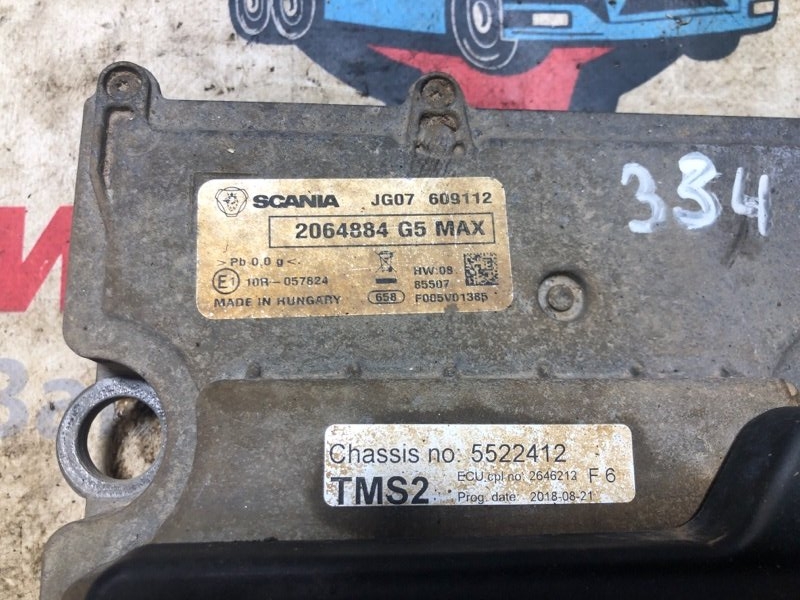 SCANIA JG07 609112
2064884 G5 MAX
>Pb 0,0 g<
HW:08
E1 10R-057824 85507
MADE IN HUNGARY 658 F005V01385
334
Chassis no: 5522412
ECU.cpl no: 2646213 F 6
TMS2 Prog. date: 2018-08-21